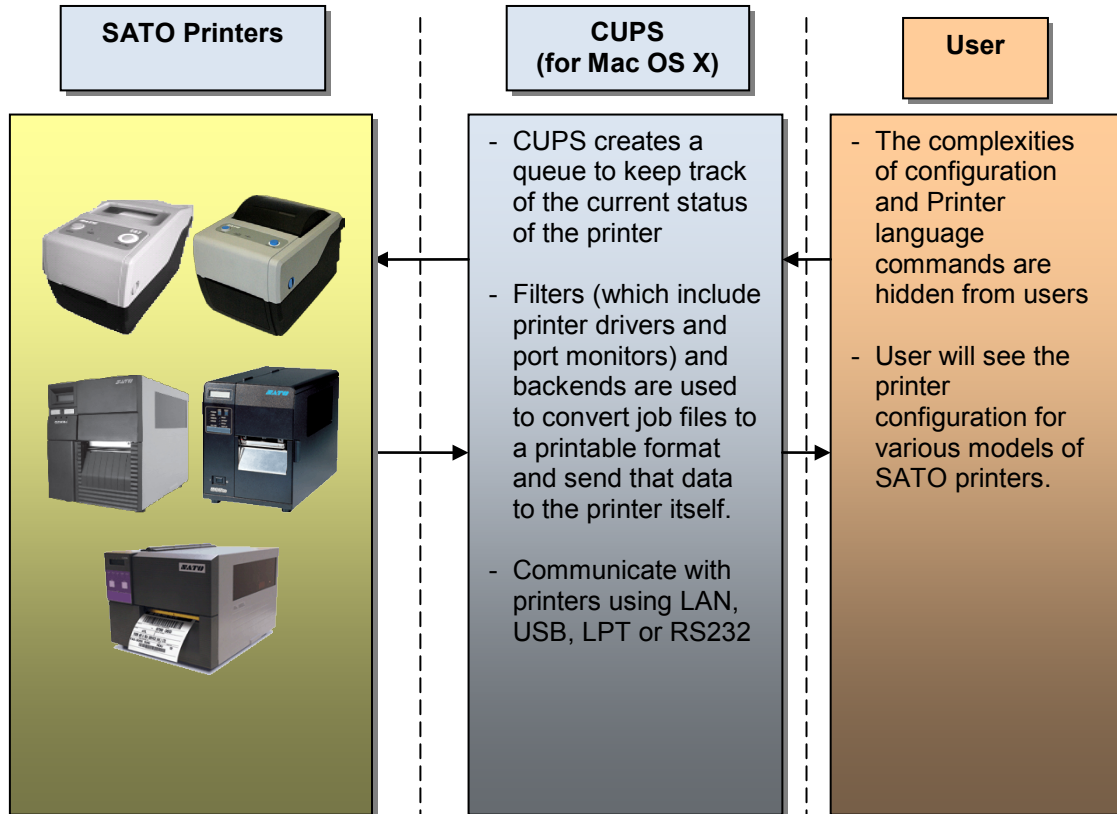 SATO Printers
CUPS
(for Mac OS X)
User
SATO
SATO
SATO
- CUPS creates a
queue to keep track
of the current status
of the printer
- Filters (which include
printer drivers and
port monitors) and
backends are used
to convert job files to
a printable format
and send that data
to the printer itself.
- Communicate with
printers using LAN,
USB, LPT or RS232
- The complexities
of configuration
and Printer
language
commands are
hidden from users
- User will see the
printer
configuration for
various models of
SATO printers.